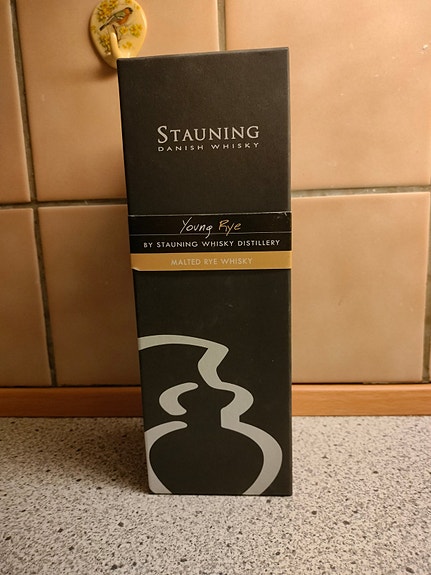 STAUNING
DANISH WHISKY
Young Rye
BY STAUNING WHISKY DISTILLERY
MALTED RYE WHISKY